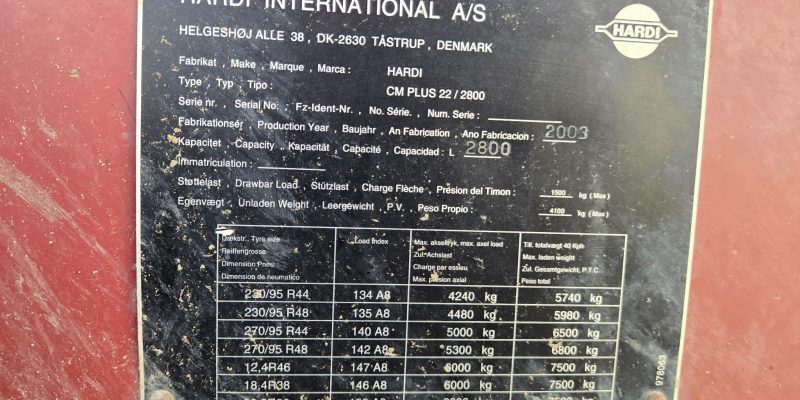 HARDI INTERNATIONAL A/S
HARDI
HELGESHØJ ALLE 38, DK-2630 TÅSTRUP, DENMARK
Fabrikat, Make, Marque, Marca: HARDI
Type, Typ, Tipo: CM PLUS 22/2800
Serie nr., Serial No: Fz-Ident-Nr., No. Série., Num. Serie:
Fabrikationsér, Production Year, Baujahr, An Fabrication, Ano Fabricacion: 2003
Kapacitet, Capacity, Kapasität, Capacité, Capacidad: L 2800
Immatriculation:
Støttelast, Drawbar Load, Stützlast, Charge Flèche, Présion del Timon: 1500 kg (Max)
Egenvægt, Unladen Weight, Leergewicht, P.V. Peso Propio: 4100 kg (Max)
Dækstr. Tyre size Load Index Max. akseltryk, max. axel load Till. totalvægt 40 Kph
Reiffengrosse Zul. Achslast Max. laden weight
Dimension Pneu Charge par essieu Zul. Gesamtgewicht, P.T.C.
Dimension de neumatico Max. presion axial Peso total
230/95 R44 134 A8 4240 kg 5740 kg
230/95 R48 135 A8 4480 kg 5980 kg
270/95 R44 140 A8 5000 kg 6500 kg
270/95 R48 142 A8 5300 kg 6800 kg
12,4R46 147 A8 6000 kg 7500 kg
18,4R38 146 A8 6000 kg 7500 kg
978063